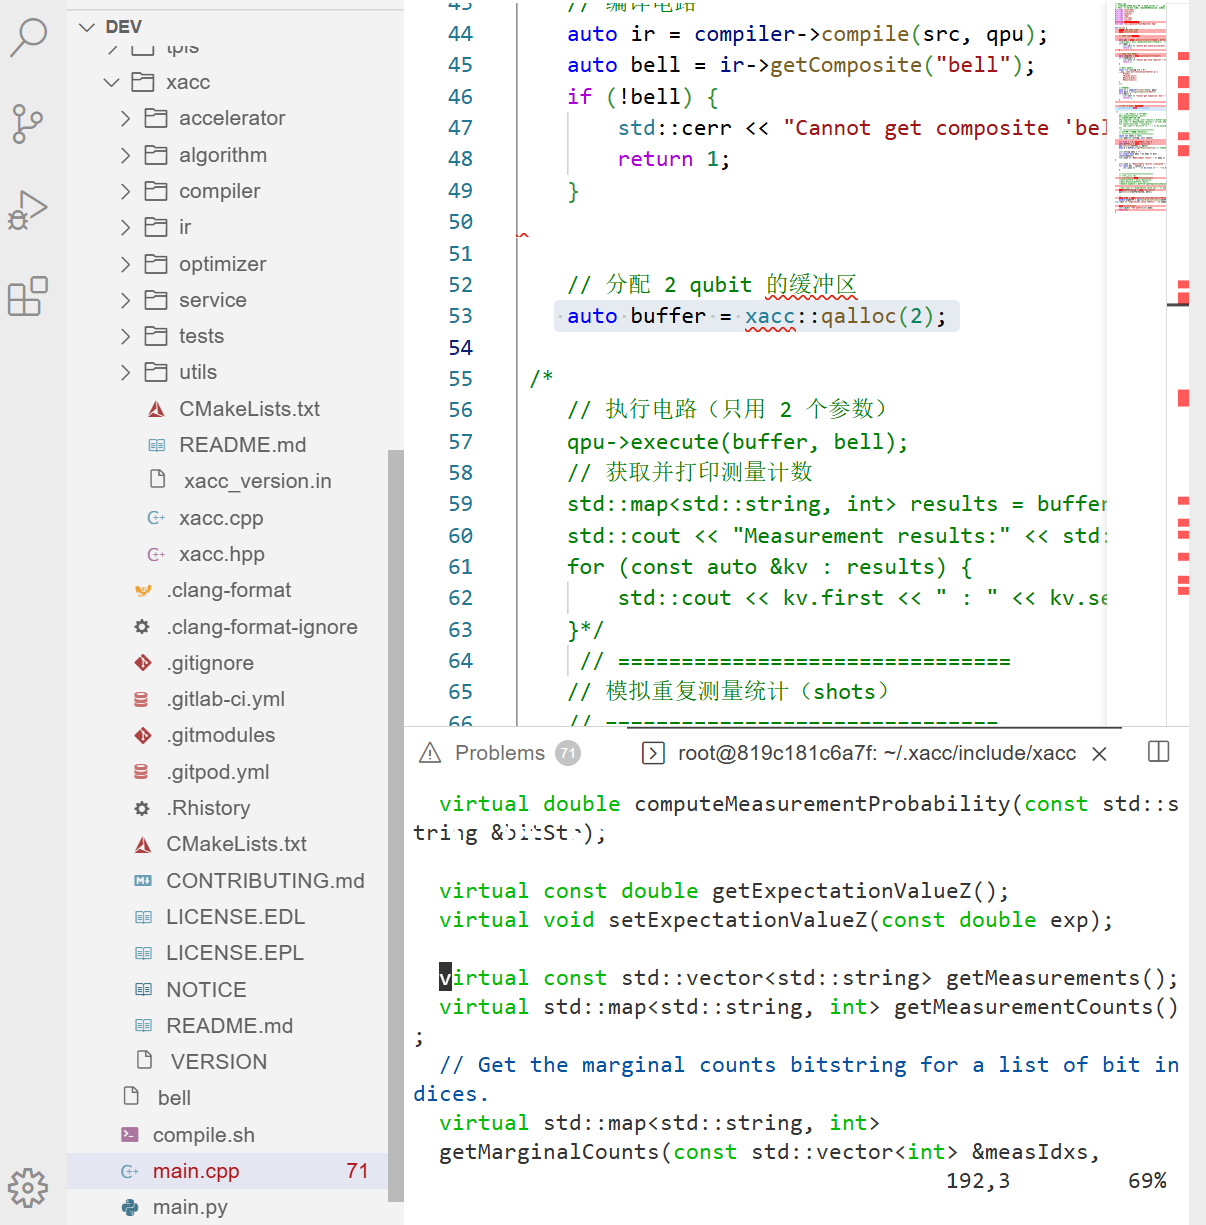 DEV
xacc
accelerator
algorithm
compiler
ir
optimizer
service
tests
utils
CMakeLists.txt
README.md
xacc_version.in
xacc.cpp
xacc.hpp
.clang-format
.clang-format-ignore
.gitignore
.gitlab-ci.yml
.gitmodules
.gitpod.yml
.Rhistory
CMakeLists.txt
CONTRIBUTING.md
LICENSE.EDL
LICENSE.EPL
NOTICE
README.md
VERSION
bell
compile.sh
main.cpp 71
main.py
44 auto ir = compiler->compile(src, qpu);
45 auto bell = ir->getComposite("bell");
46 if (!bell) {
47 std::cerr << "Cannot get composite 'bel
48 return 1;
49 }
50
51
52 // 分配 2 qubit 的缓冲区
53 auto buffer = xacc::qalloc(2);
54
55 /*
56 // 执行电路（只用 2 个参数）
57 qpu->execute(buffer, bell);
58 // 获取并打印测量计数
59 std::map<std::string, int> results = buffer
60 std::cout << "Measurement results:" << std:
61 for (const auto &kv : results) {
62 std::cout << kv.first << " : " << kv.se
63 }*/
64 // ===============================
65 // 模拟重复测量统计（shots）
66 // ===============================
Problems 71 root@819c181c6a7f: ~/.xacc/include/xacc
virtual double computeMeasurementProbability(const std::s
tring &bitStr);
virtual const double getExpectationValueZ();
virtual void setExpectationValueZ(const double exp);
virtual const std::vector<std::string> getMeasurements();
virtual std::map<std::string, int> getMeasurementCounts()
;
// Get the marginal counts bitstring for a list of bit in
dices.
virtual std::map<std::string, int>
getMarginalCounts(const std::vector<int> &measIdxs,
192,3 69%